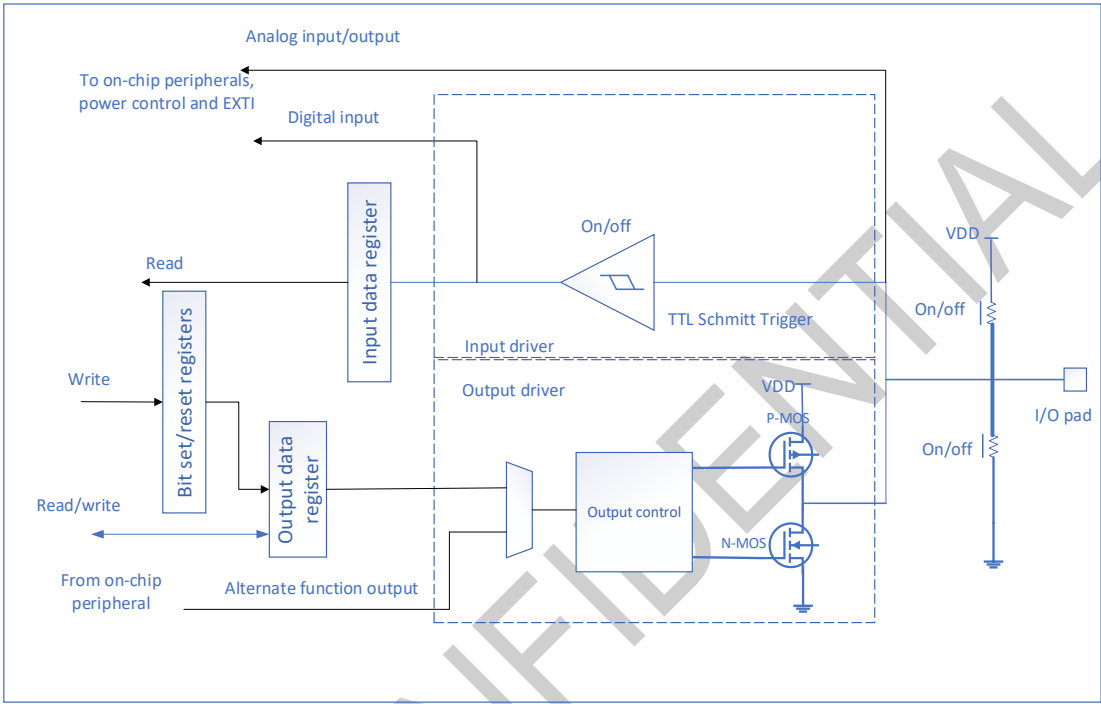 Analog input/output
To on-chip peripherals,
power control and EXTI
Digital input
On/off
VDD
Read
Input data register
On/off
TTL Schmitt Trigger
Bit set/reset registers
Input driver
Write
Output driver
VDD
P-MOS
I/O pad
On/off
Output data
register
Read/write
Output control
N-MOS
From on-chip
peripheral
Alternate function output